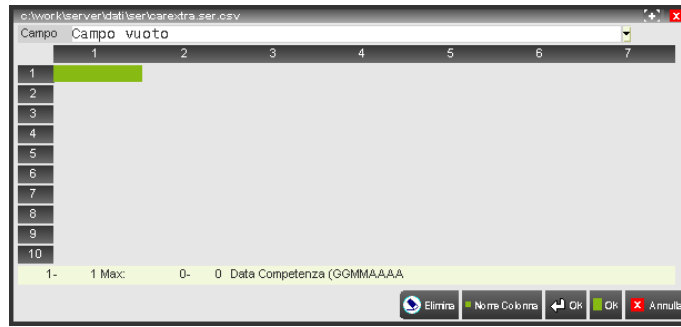 c:\work\server\dati\ser\carextra.ser.csv [+] x
Campo Campo vuoto
1 2 3 4 5 6 7
1
2
3
4
5
6
7
8
9
10
1- 1 Max: 0- 0 Data Competenza (GGMMAAAA
Elimina Nome Colonna OK OK X Annulla